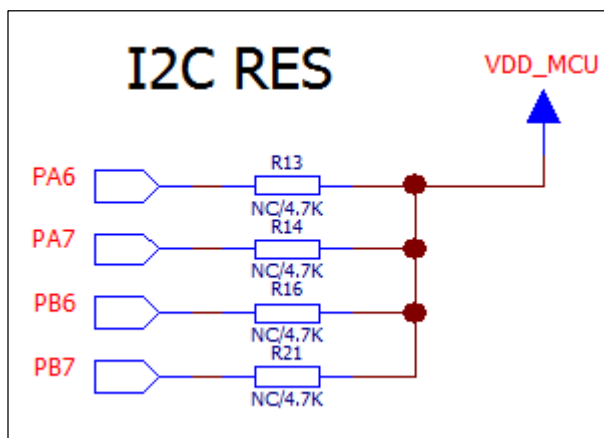 I2C RES
VDD_MCU
R13
PA6
NC/4.7K
R14
PA7
NC/4.7K
R16
PB6
NC/4.7K
R21
PB7
NC/4.7K